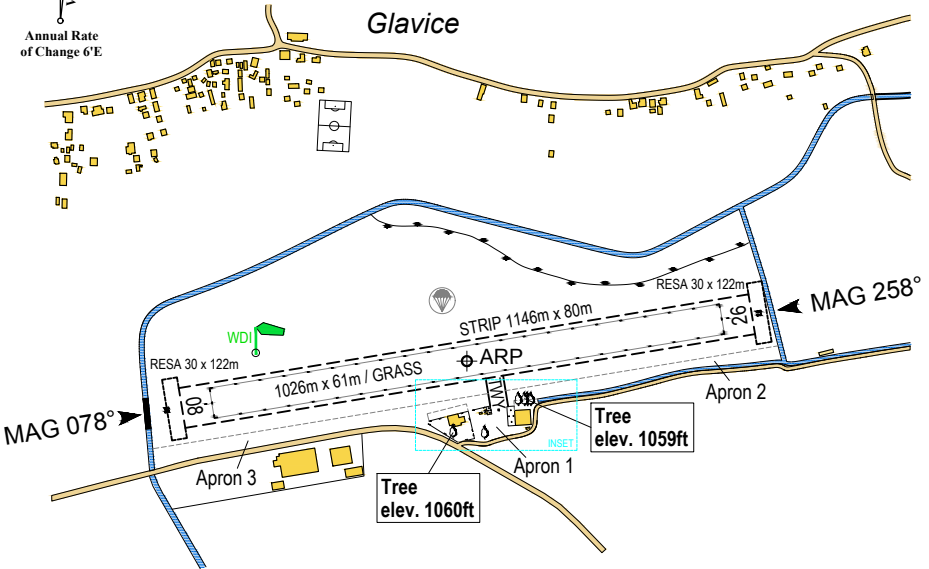 Annual Rate
of Change 6'E
Glavice
RESA 30 x 122m
MAG 258°
26
STRIP 1146m x 80m
WDI
ARP
RESA 30 x 122m
1026m x 61m / GRASS
08
TWY
Apron 2
MAG 078°
Tree
elev. 1059ft
INSET
Apron 1
Apron 3
Tree
elev. 1060ft